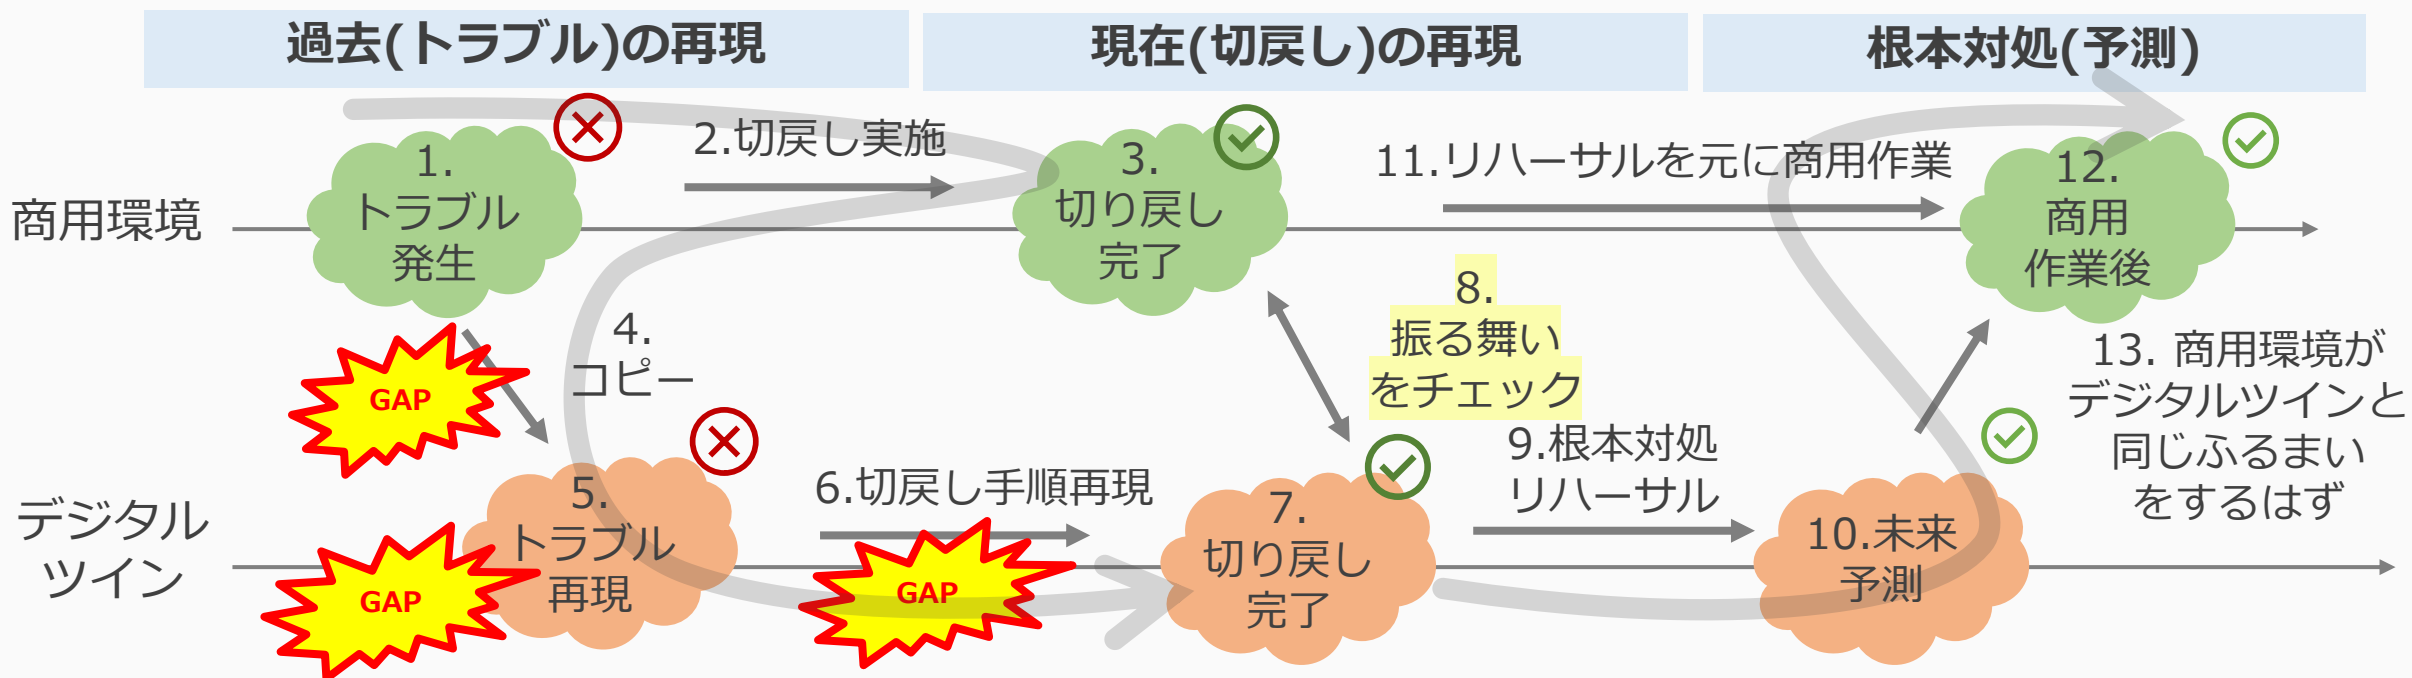 過去(トラブル)の再現
現在(切戻し)の再現
根本対処(予測)
商用環境
1.
トラブル
発生
2.切戻し実施
3.
切り戻し
完了
11.リハーサルを元に商用作業
12.
商用
作業後
GAP
4.
コピー
8.
振る舞い
をチェック
13. 商用環境が
デジタルツインと
同じふるまい
をするはず
デジタル
ツイン
GAP
5.
トラブル
再現
6.切戻し手順再現
GAP
7.
切り戻し
完了
9.根本対処
リハーサル
10.未来
予測